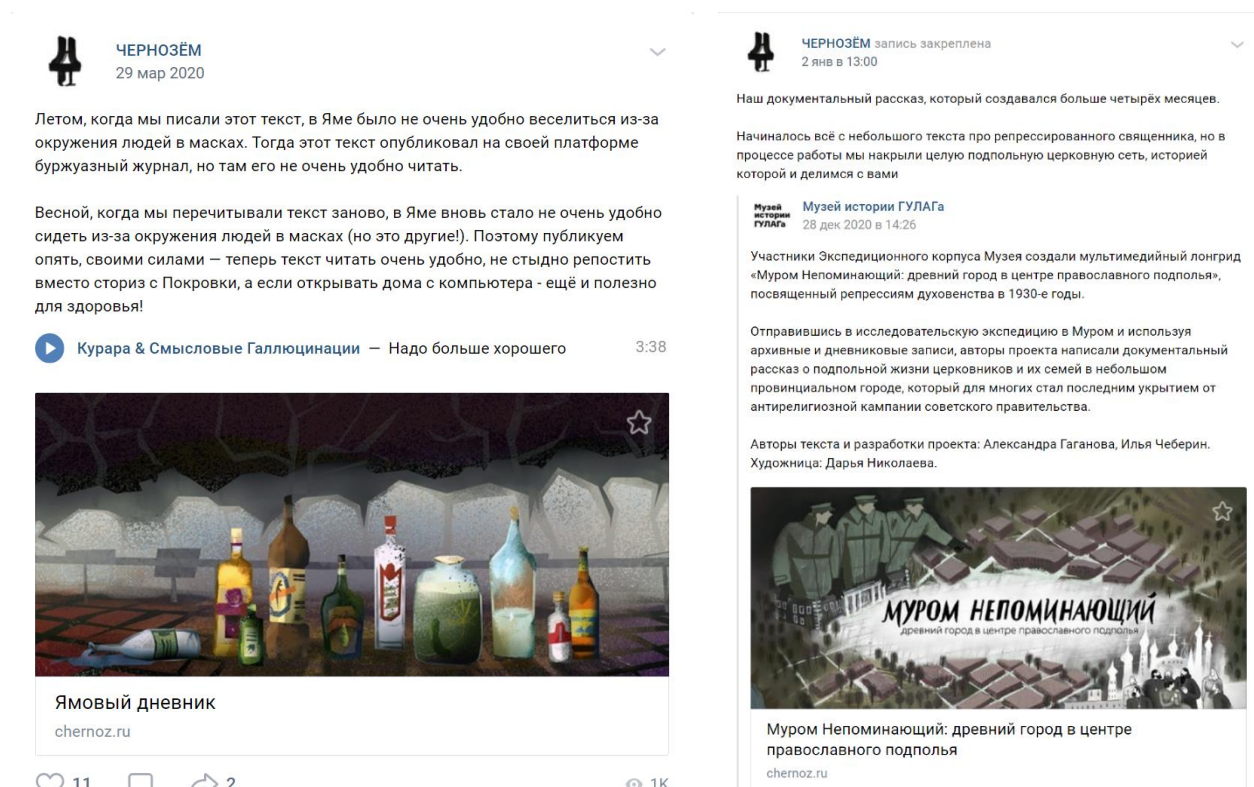 ЧЕРНОЗЁМ
29 мар 2020
Летом, когда мы писали этот текст, в Яме было не очень удобно веселиться из-за
окружения людей в масках. Тогда этот текст опубликовал на своей платформе
буржуазный журнал, но там его не очень удобно читать.
Весной, когда мы перечитывали текст заново, в Яме вновь стало не очень удобно
сидеть из-за окружения людей в масках (но это другие!). Поэтому публикуем
опять, своими силами — теперь текст читать очень удобно, не стыдно репостить
вместо сториз с Покровки, а если открывать дома с компьютера - ещё и полезно
для здоровья!
Курара & Смысловые Галлюцинации — Надо больше хорошего 3:38
Ямовый дневник
chernoz.ru
11 2 1K
ЧЕРНОЗЁМ запись закреплена
2 янв в 13:00
Наш документальный рассказ, который создавался больше четырёх месяцев.
Начиналось всё с небольшого текста про репрессированного священника, но в
процессе работы мы накрыли целую подпольную церковную сеть, историей
которой и делимся с вами
Музей
истории
ГУЛАГа
Музей истории ГУЛАГа
28 дек 2020 в 14:26
Участники Экспедиционного корпуса Музея создали мультимедийный лонгрид
«Муром Непоминающий: древний город в центре православного подполья»,
посвященный репрессиям духовенства в 1930-е годы.
Отправившись в исследовательскую экспедицию в Муром и используя
архивные и дневниковые записи, авторы проекта написали документальный
рассказ о подпольной жизни церковников и их семей в небольшом
провинциальном городе, который для многих стал последним укрытием от
антирелигиозной кампании советского правительства.
Авторы текста и разработки проекта: Александра Гаганова, Илья Чеберин.
Художница: Дарья Николаева.
МУРОМ НЕПОМИНАЮЩИЙ
древний город в центре православного подполья
Муром Непоминающий: древний город в центре
православного подполья
chernoz.ru